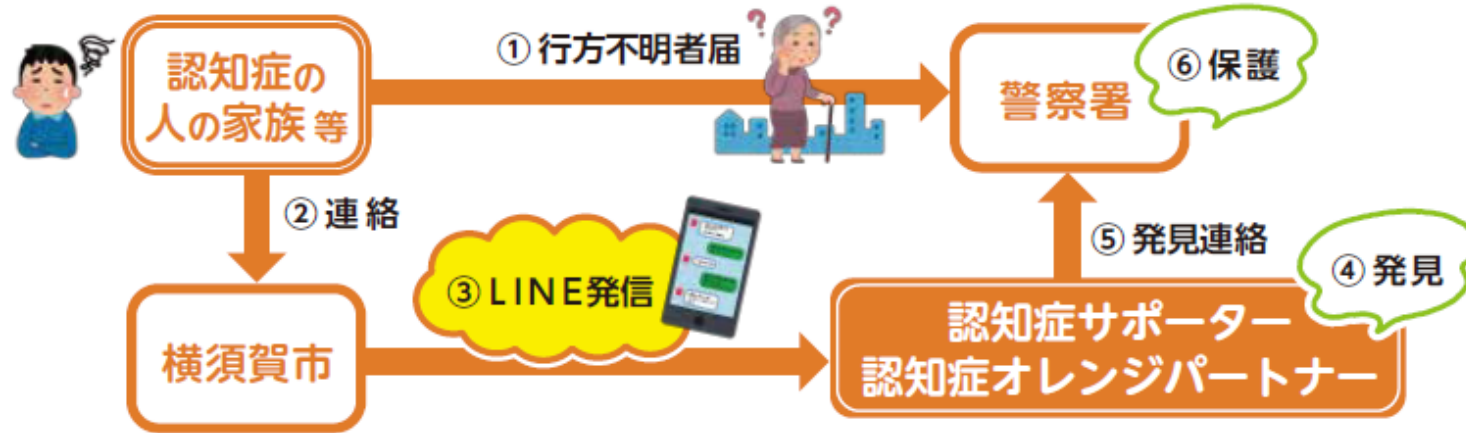 認知症の
人の家族 等
① 行方不明者届
警察署
⑥ 保護
② 連絡
③ LINE発信
⑤ 発見連絡
④ 発見
横須賀市
認知症サポーター
認知症オレンジパートナー